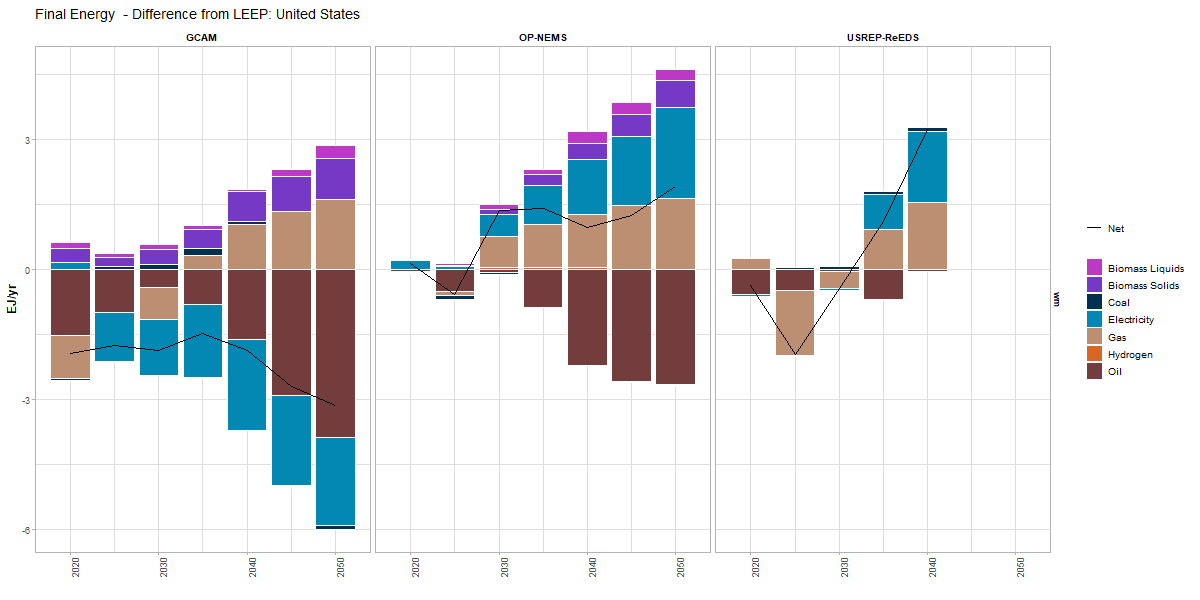 Final Energy  - Difference from LEEP: United States
GCAM
OP-NEMS
USREP-ReEDS
EJ/yr
3
0
-3
-6
2020
2030
2040
2050
2020
2030
2040
2050
2020
2030
2040
2050
wm
Net
Biomass Liquids
Biomass Solids
Coal
Electricity
Gas
Hydrogen
Oil